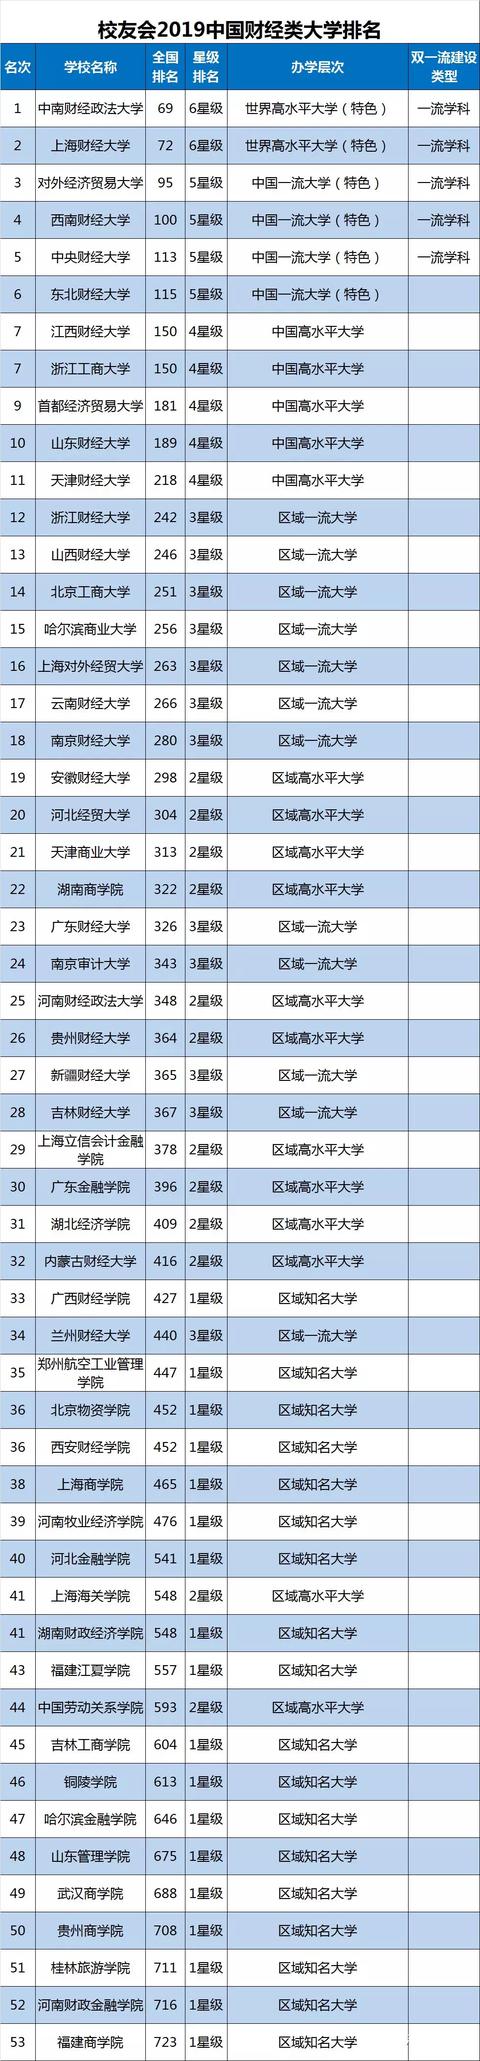 校友会2019中国财经类大学排名
名次 学校名称 全国排名 星级排名 办学层次 双一流建设类型
1 中南财经政法大学 69 6星级 世界高水平大学（特色） 一流学科
2 上海财经大学 72 6星级 世界高水平大学（特色） 一流学科
3 对外经济贸易大学 95 5星级 中国一流大学（特色） 一流学科
4 西南财经大学 100 5星级 中国一流大学（特色） 一流学科
5 中央财经大学 113 5星级 中国一流大学（特色） 一流学科
6 东北财经大学 115 5星级 中国一流大学（特色）
7 江西财经大学 150 4星级 中国高水平大学
7 浙江工商大学 150 4星级 中国高水平大学
9 首都经济贸易大学 181 4星级 中国高水平大学
10 山东财经大学 189 4星级 中国高水平大学
11 天津财经大学 218 4星级 中国高水平大学
12 浙江财经大学 242 3星级 区域一流大学
13 山西财经大学 246 3星级 区域一流大学
14 北京工商大学 251 3星级 区域一流大学
15 哈尔滨商业大学 256 3星级 区域一流大学
16 上海对外经贸大学 263 3星级 区域一流大学
17 云南财经大学 266 3星级 区域一流大学
18 南京财经大学 280 3星级 区域一流大学
19 安徽财经大学 298 2星级 区域高水平大学
20 河北经贸大学 304 2星级 区域高水平大学
21 天津商业大学 313 2星级 区域高水平大学
22 湖南商学院 322 2星级 区域高水平大学
23 广东财经大学 326 3星级 区域一流大学
24 南京审计大学 343 3星级 区域一流大学
25 河南财经政法大学 348 2星级 区域高水平大学
26 贵州财经大学 364 2星级 区域高水平大学
27 新疆财经大学 365 3星级 区域一流大学
28 吉林财经大学 367 3星级 区域一流大学
29 上海立信会计金融学院 378 2星级 区域高水平大学
30 广东金融学院 396 2星级 区域高水平大学
31 湖北经济学院 409 2星级 区域高水平大学
32 内蒙古财经大学 416 2星级 区域高水平大学
33 广西财经学院 427 1星级 区域知名大学
34 兰州财经大学 440 3星级 区域一流大学
35 郑州航空工业管理学院 447 1星级 区域知名大学
36 北京物资学院 452 1星级 区域知名大学
36 西安财经学院 452 1星级 区域知名大学
38 上海商学院 465 1星级 区域知名大学
39 河南牧业经济学院 476 1星级 区域知名大学
40 河北金融学院 541 1星级 区域知名大学
41 上海海关学院 548 2星级 区域高水平大学
41 湖南财政经济学院 548 1星级 区域知名大学
43 福建江夏学院 557 1星级 区域知名大学
44 中国劳动关系学院 593 2星级 区域高水平大学
45 吉林工商学院 604 1星级 区域知名大学
46 铜陵学院 613 1星级 区域知名大学
47 哈尔滨金融学院 646 1星级 区域知名大学
48 山东管理学院 675 1星级 区域知名大学
49 武汉商学院 688 1星级 区域知名大学
50 贵州商学院 708 1星级 区域知名大学
51 桂林旅游学院 711 1星级 区域知名大学
52 河南财政金融学院 716 1星级 区域知名大学
53 福建商学院 723 1星级 区域知名大学